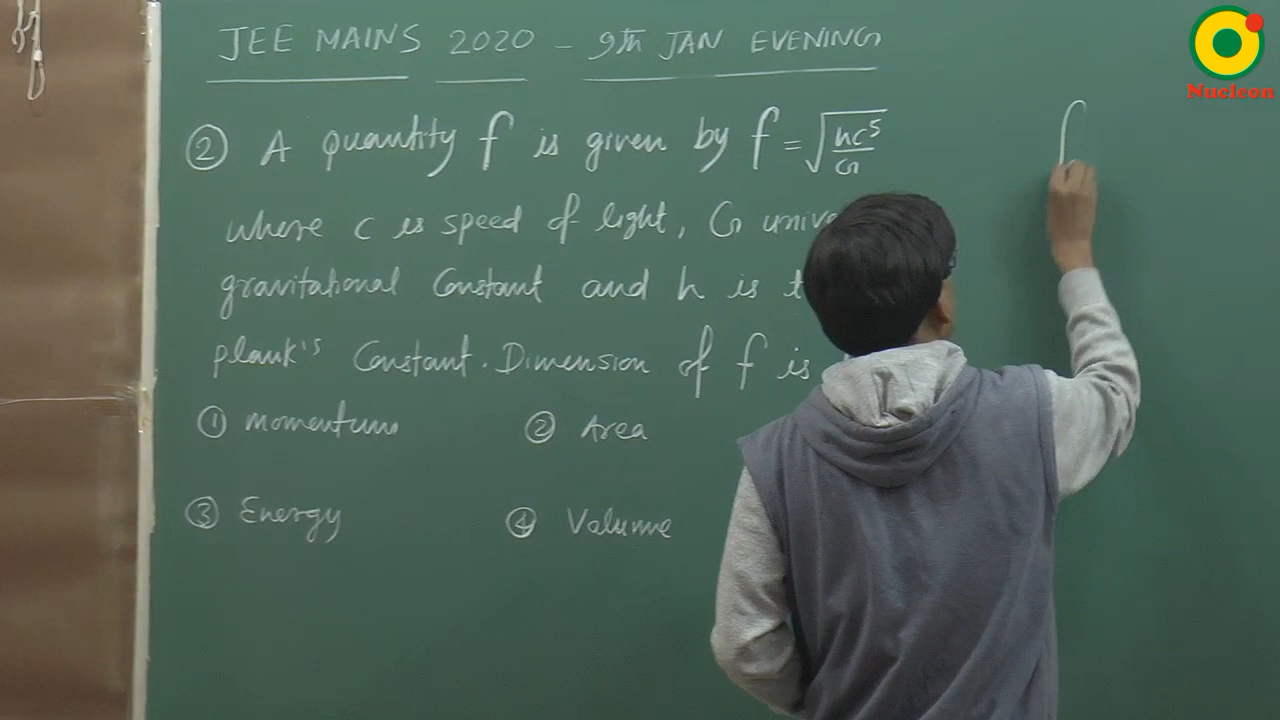 JEE MAINS 2020 - 9th JAN EVENING
② A quantity f is given by f = √(hc⁵/G)
where c is speed of light, G
gravitational Constant and h is
plank's Constant. Dimension of f is
① momentum ② Area
③ Energy ④ Volume
f
Nucleon